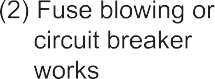 (2) Fuse blowing or
circuit breaker
works